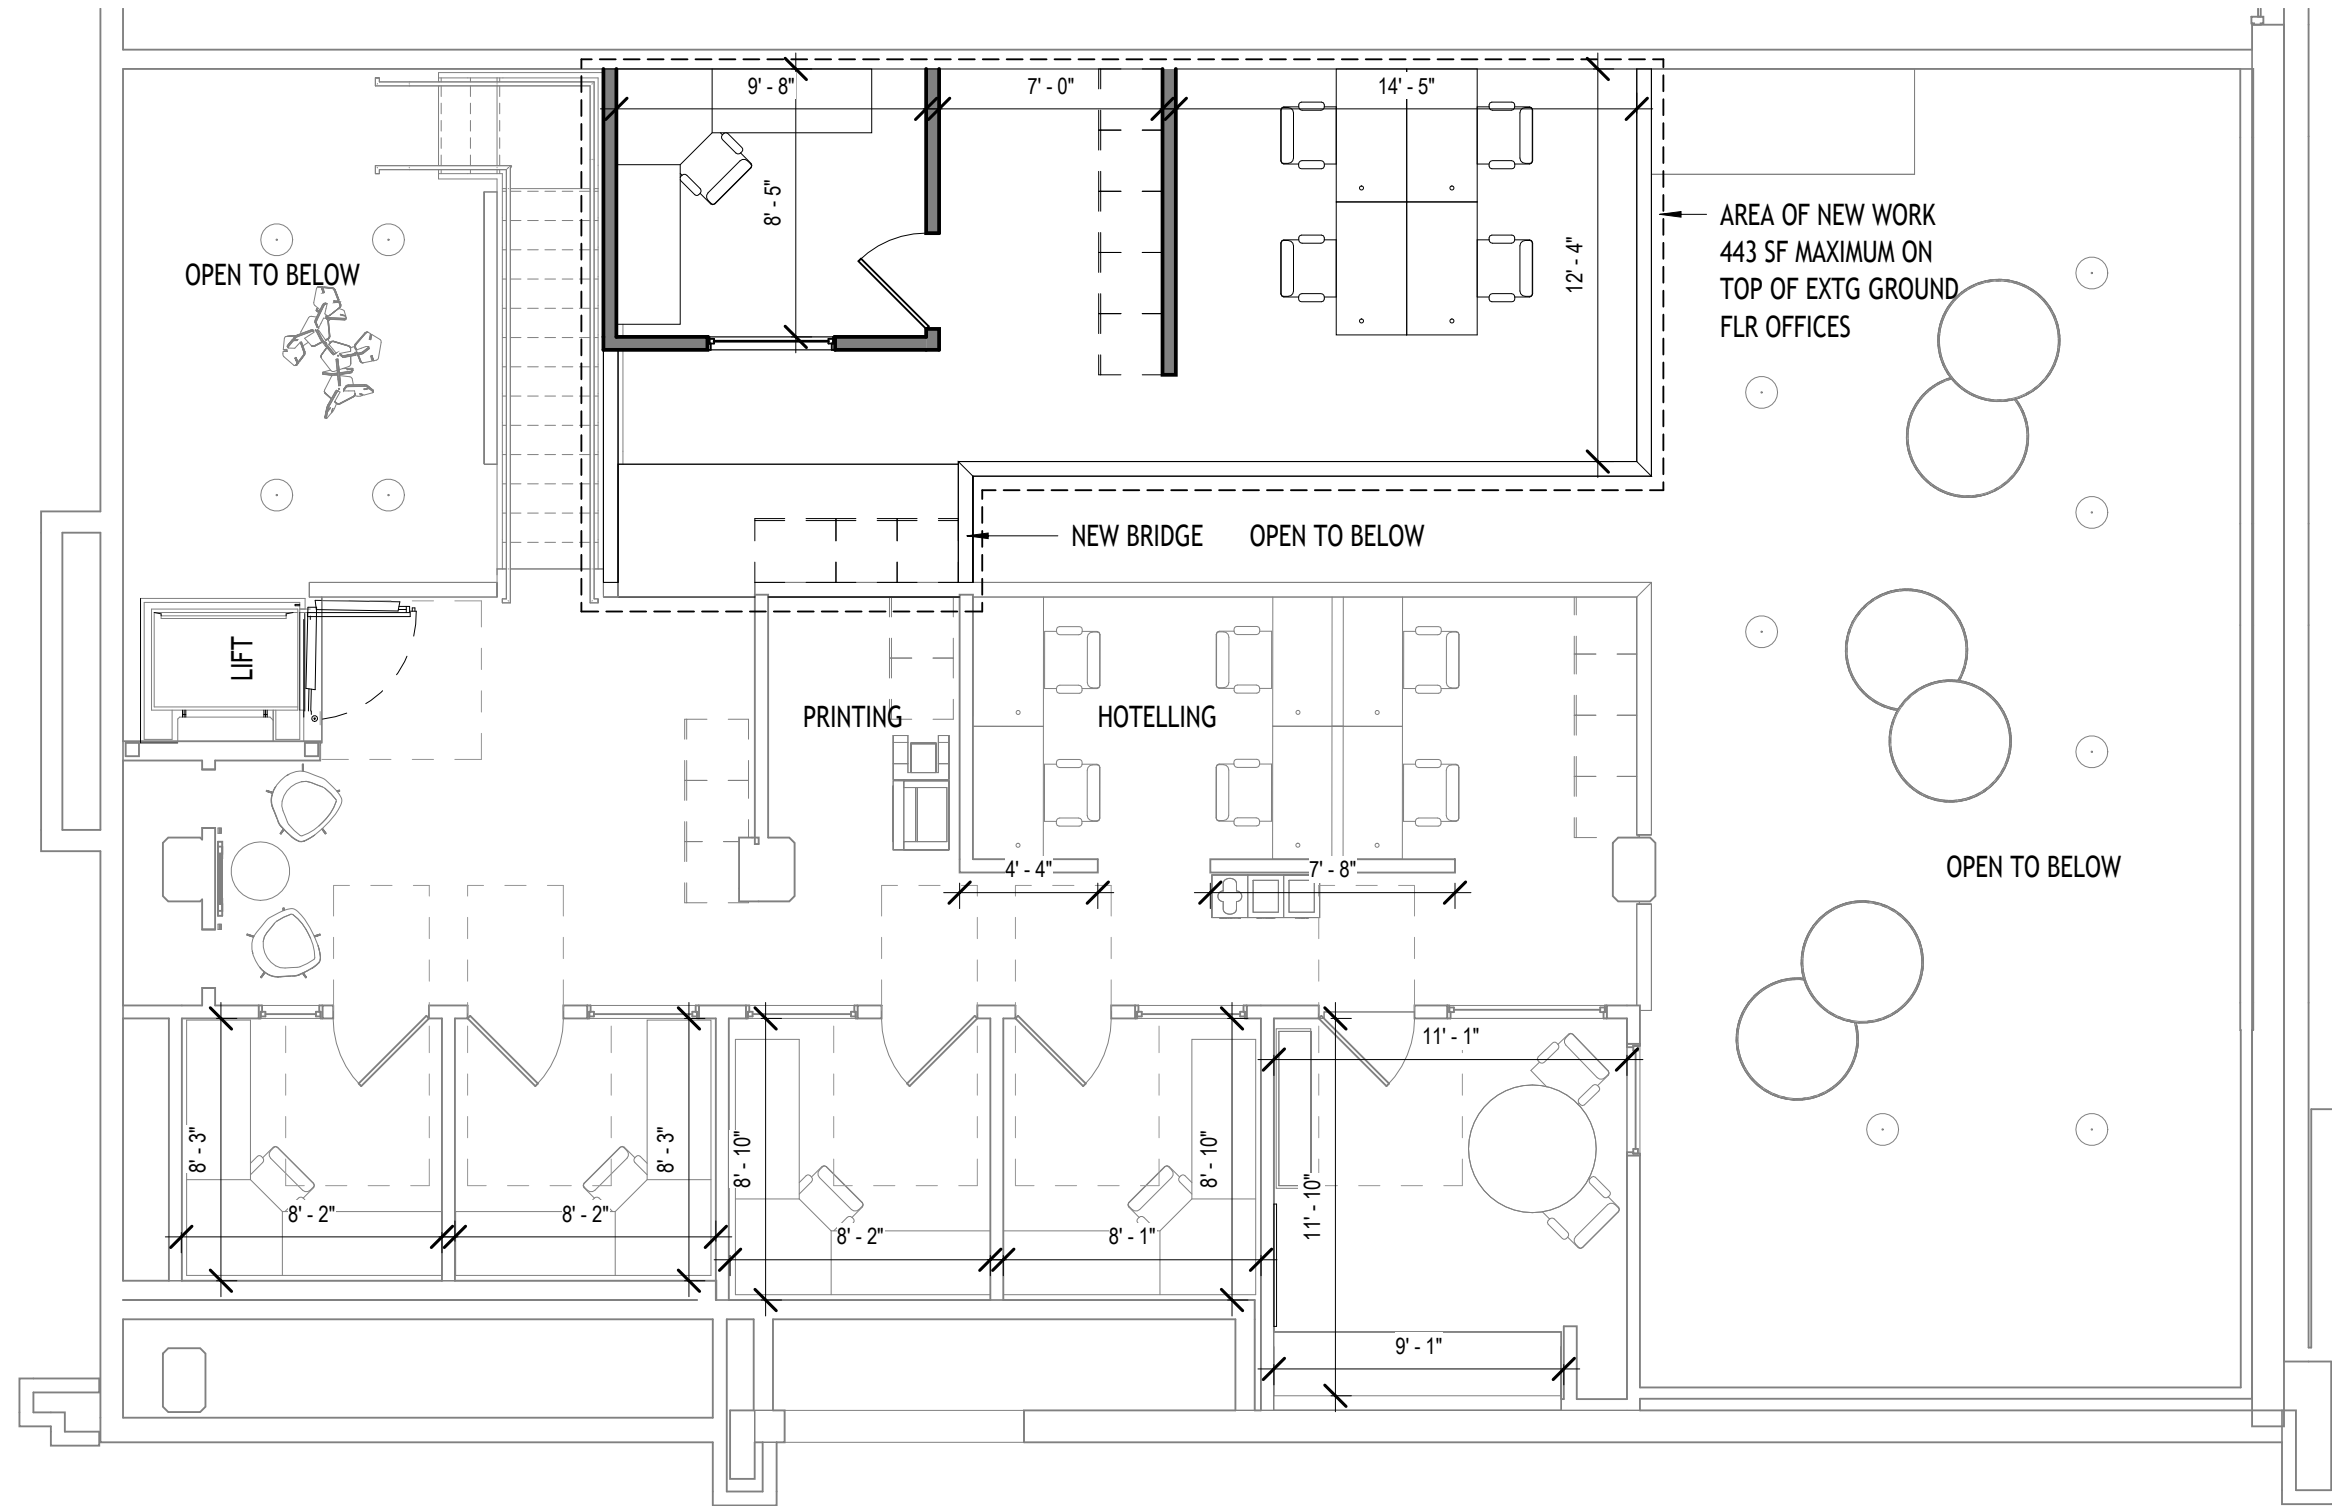 9' - 8"
7' - 0"
14' - 5"
8' - 5"
12' - 4"
AREA OF NEW WORK
443 SF MAXIMUM ON
TOP OF EXTG GROUND
FLR OFFICES
OPEN TO BELOW
NEW BRIDGE
OPEN TO BELOW
LIFT
PRINTING
HOTELLING
4' - 4"
7' - 8"
OPEN TO BELOW
11' - 1"
8' - 3"
8' - 3"
8' - 10"
8' - 10"
11' - 10"
8' - 2"
8' - 2"
8' - 2"
8' - 1"
9' - 1"